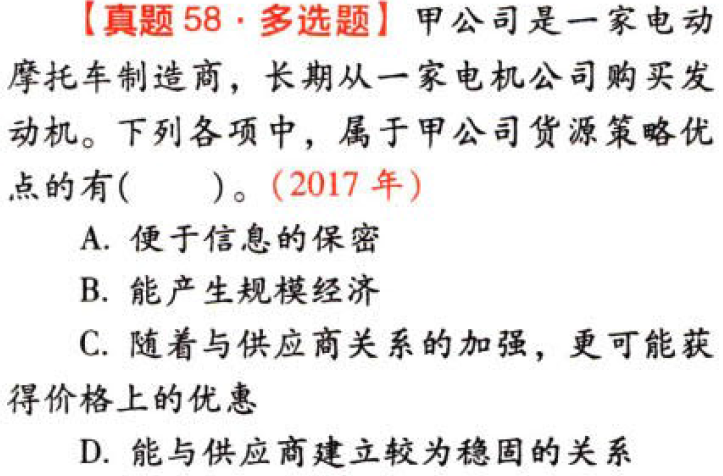 【真题 58·多选题】甲公司是一家电动
摩托车制造商，长期从一家电机公司购买发
动机。下列各项中，属于甲公司货源策略优
点的有(　　)。(2017 年)
A. 便于信息的保密
B. 能产生规模经济
C. 随着与供应商关系的加强，更可能获
得价格上的优惠
D. 能与供应商建立较为稳固的关系